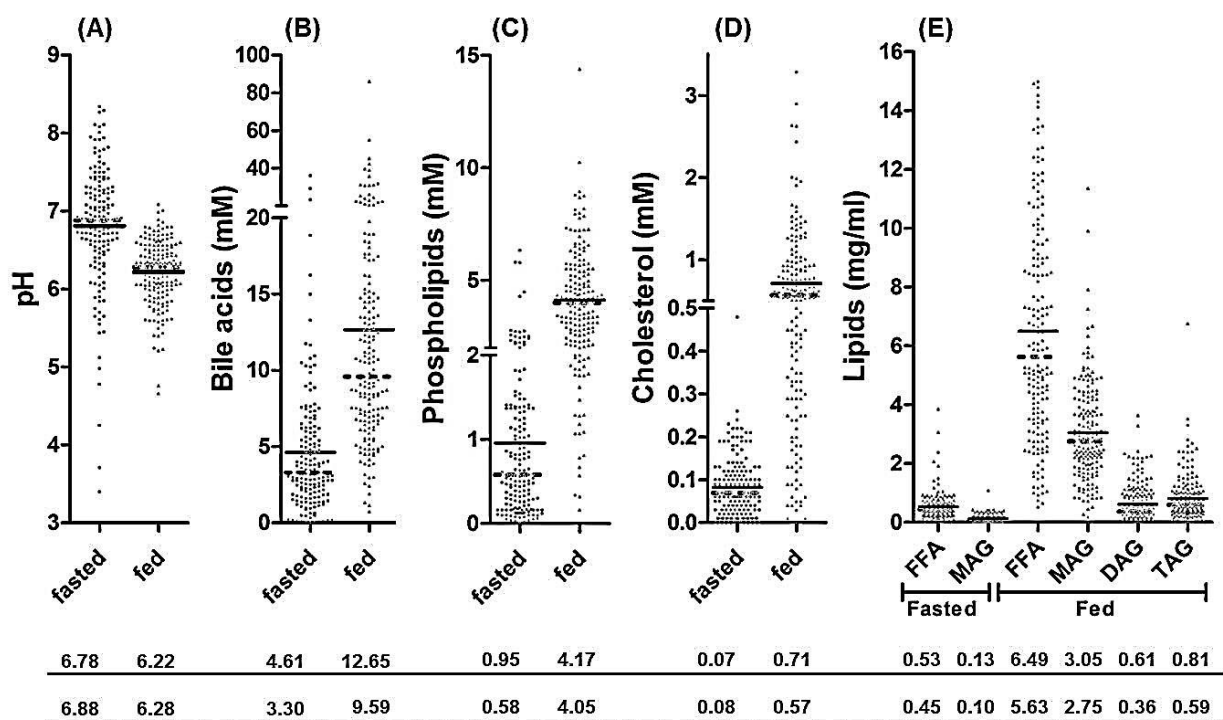 (A) (B) (C) (D) (E)
pH
9
8
7
6
5
4
3
fasted fed
Bile acids (mM)
100
80
60
40
20
15
10
5
0
fasted fed
Phospholipids (mM)
15
10
5
2
1
0
fasted fed
Cholesterol (mM)
3
2
1
0.5
0.4
0.3
0.2
0.1
0.0
fasted fed
Lipids (mg/ml)
16
14
12
10
8
6
4
2
0
FFA MAG FFA MAG DAG TAG
Fasted Fed
6.78 6.22 4.61 12.65 0.95 4.17 0.07 0.71 0.53 0.13 6.49 3.05 0.61 0.81
6.88 6.28 3.30 9.59 0.58 4.05 0.08 0.57 0.45 0.10 5.63 2.75 0.36 0.59